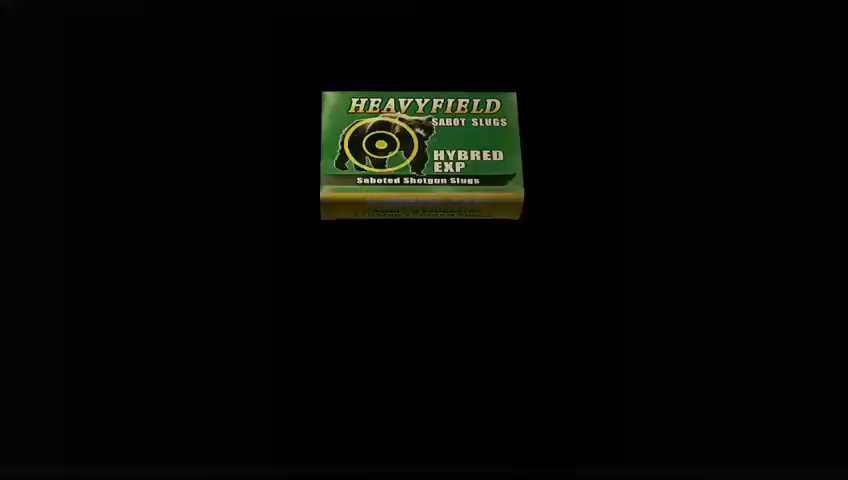 HEAVYFIELD
SABOT SLUGS
HYBRED
EXP
Saboted Shotgun Slugs